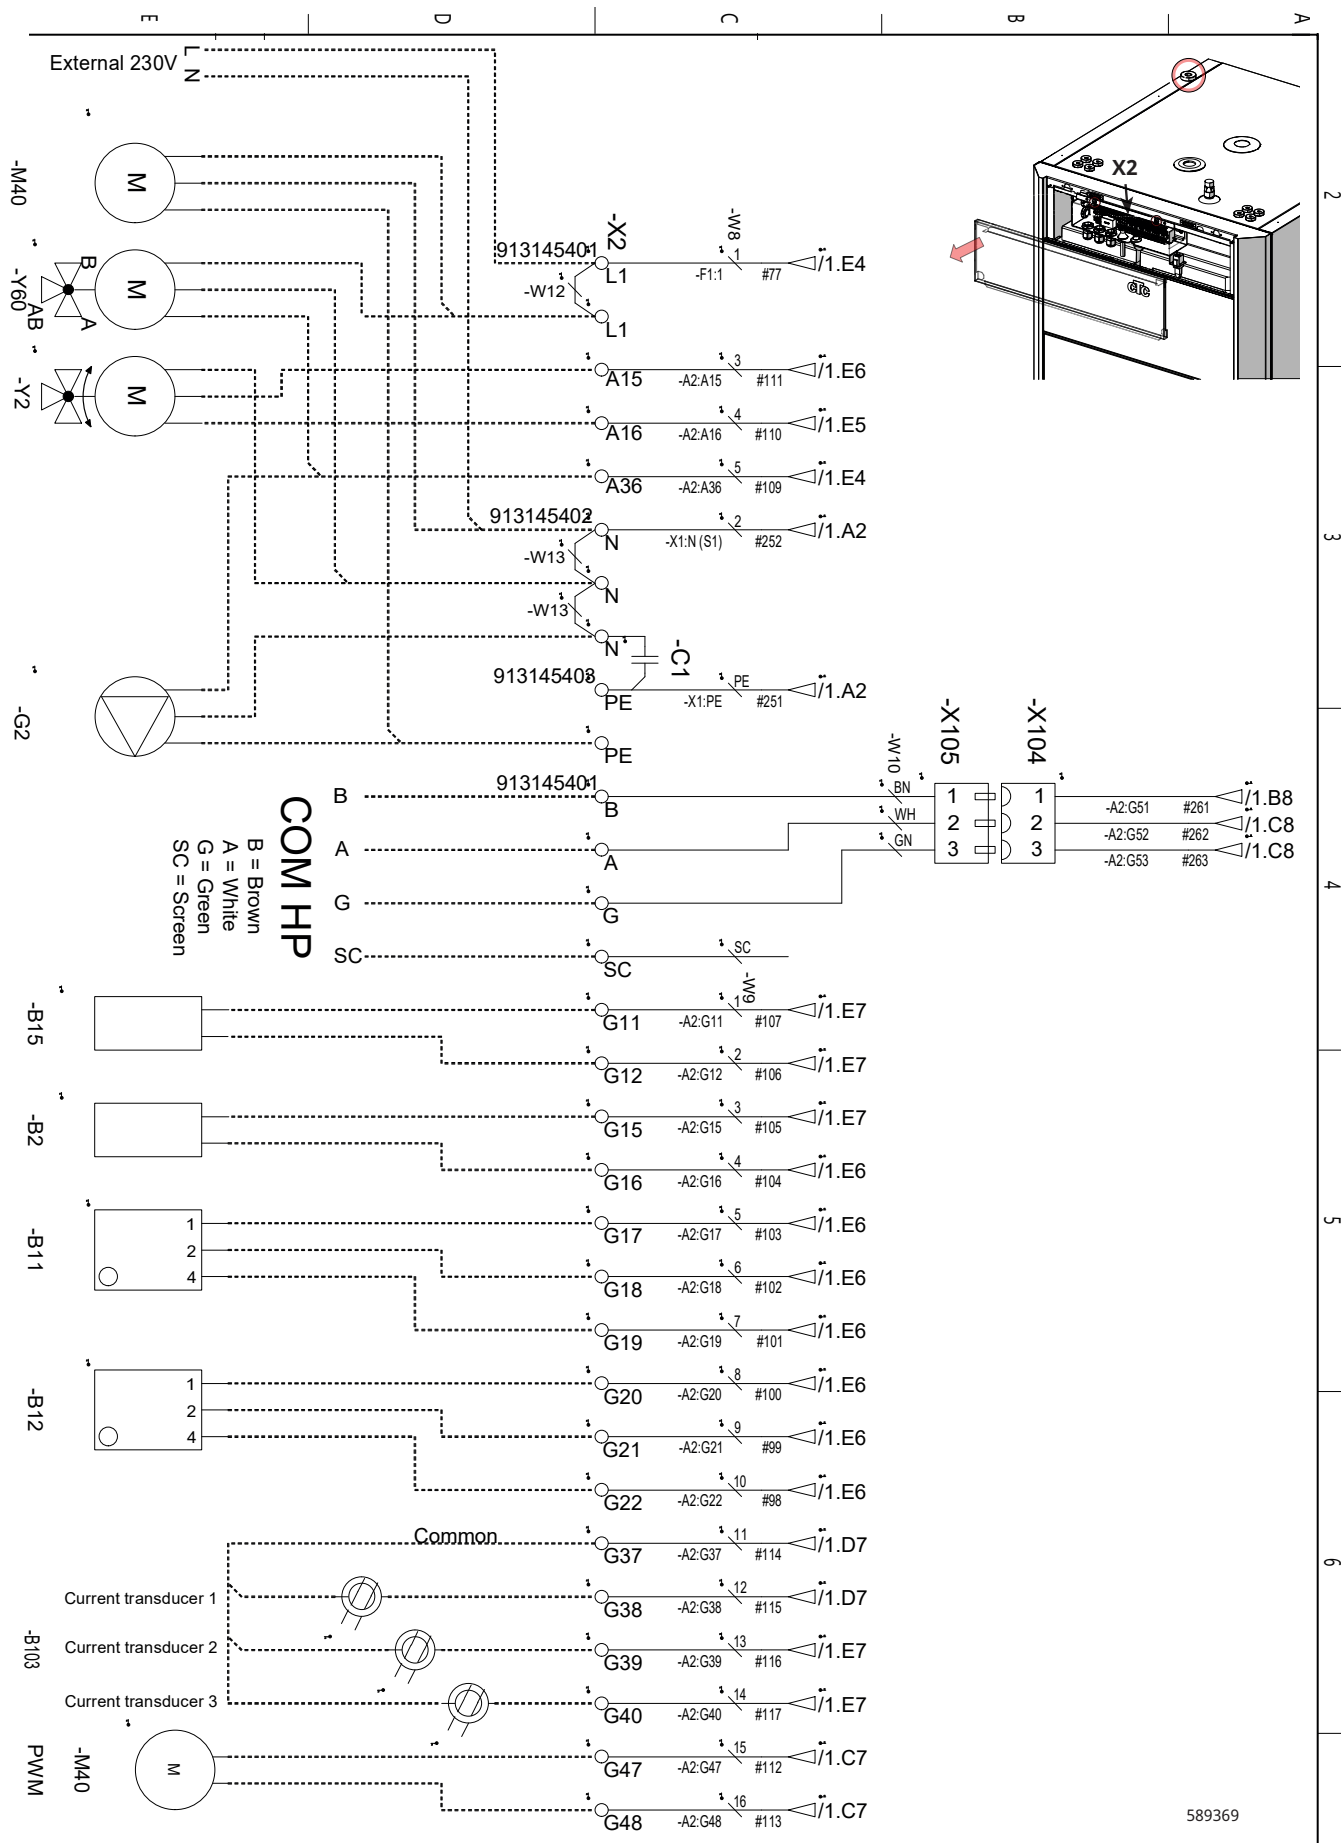 E D C B A
External 230V L
N
X2
2
-M40 M
-X2
-W8
913145401 L1 -F1:1 1 #77 /1.E4
-Y60 B A AB M
-W12
L1
CTC
-Y2 M
A15 -A2:A15 3 #111 /1.E6
A16 -A2:A16 4 #110 /1.E5
A36 -A2:A36 5 #109 /1.E4
913145402 N -X1:N (S1) 2 #252 /1.A2
3
-W13
N
-W13
N
-C1
913145403 PE -X1:PE PE #251 /1.A2
-G2
PE
-X105 -X104
-W10
B 913145401 B BN 1 1 -A2:G51 #261 /1.B8
WH 2 2 -A2:G52 #262 /1.C8
A A GN 3 3 -A2:G53 #263 /1.C8
4
G G
SC SC SC
COM HP
B = Brown
A = White
G = Green
SC = Screen
-W9
-B15
G11 -A2:G11 1 #107 /1.E7
G12 -A2:G12 2 #106 /1.E7
-B2
G15 -A2:G15 3 #105 /1.E7
G16 -A2:G16 4 #104 /1.E6
5
-B11
1 G17 -A2:G17 5 #103 /1.E6
2 G18 -A2:G18 6 #102 /1.E6
4 G19 -A2:G19 7 #101 /1.E6
-B12
1 G20 -A2:G20 8 #100 /1.E6
2 G21 -A2:G21 9 #99 /1.E6
4 G22 -A2:G22 10 #98 /1.E6
Common G37 -A2:G37 11 #114 /1.D7
6
Current transducer 1 G38 -A2:G38 12 #115 /1.D7
-B103
Current transducer 2 G39 -A2:G39 13 #116 /1.E7
Current transducer 3 G40 -A2:G40 14 #117 /1.E7
PWM -M40 M
G47 -A2:G47 15 #112 /1.C7
G48 -A2:G48 16 #113 /1.C7
589369